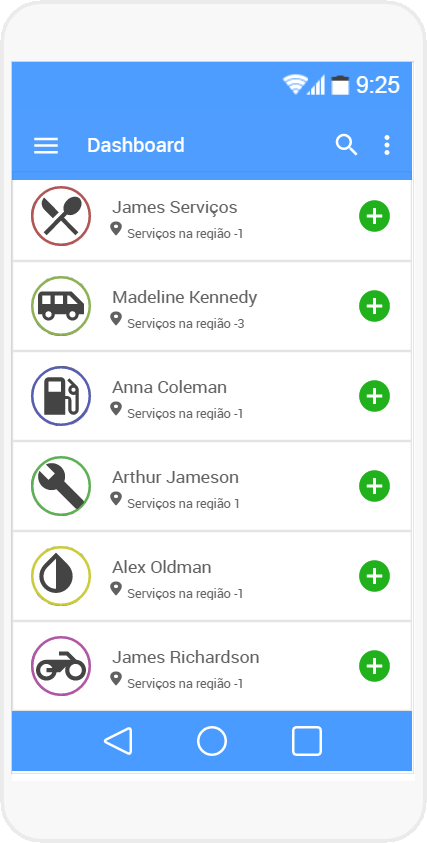 9:25
Dashboard
James Serviços
Serviços na região -1
Madeline Kennedy
Serviços na região -3
Anna Coleman
Serviços na região -1
Arthur Jameson
Serviços na região 1
Alex Oldman
Serviços na região -1
James Richardson
Serviços na região -1